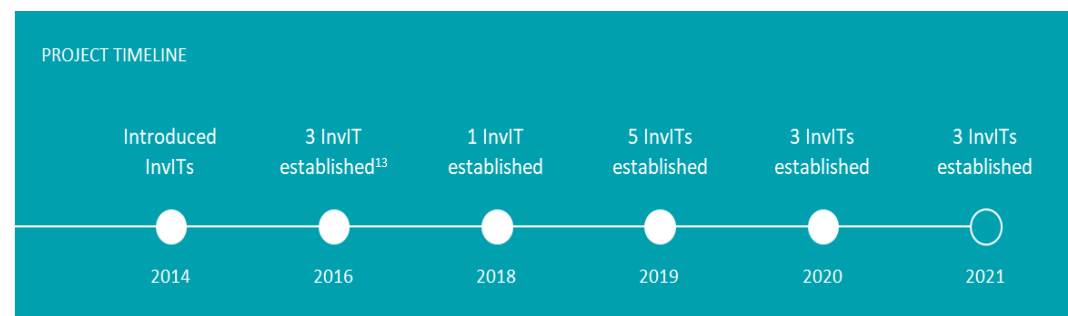 PROJECT TIMELINE
Introduced
InvITs
3 InvIT
established13
1 InvIT
established
5 InvITs
established
3 InvITs
established
3 InvITs
established
2014
2016
2018
2019
2020
2021